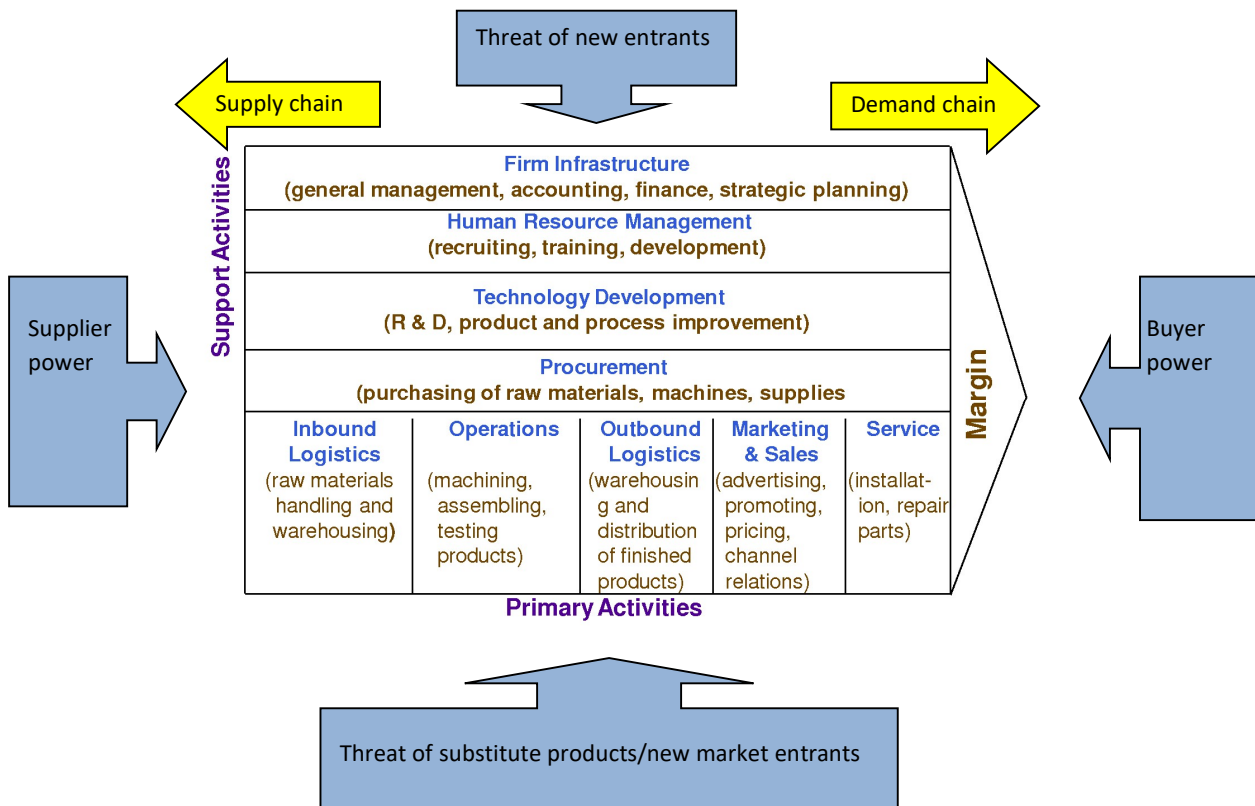 Threat of new entrants
Supply chain
Demand chain
Support Activities
Firm Infrastructure
(general management, accounting, finance, strategic planning)
Human Resource Management
(recruiting, training, development)
Technology Development
(R & D, product and process improvement)
Procurement
(purchasing of raw materials, machines, supplies
Supplier
power
Margin
Buyer
power
Inbound
Logistics
(raw materials
handling and
warehousing)
Operations
(machining,
assembling,
testing
products)
Outbound
Logistics
(warehousin
g and
distribution
of finished
products)
Marketing
& Sales
(advertising,
promoting,
pricing,
channel
relations)
Service
(installat-
ion, repair
parts)
Primary Activities
Threat of substitute products/new market entrants